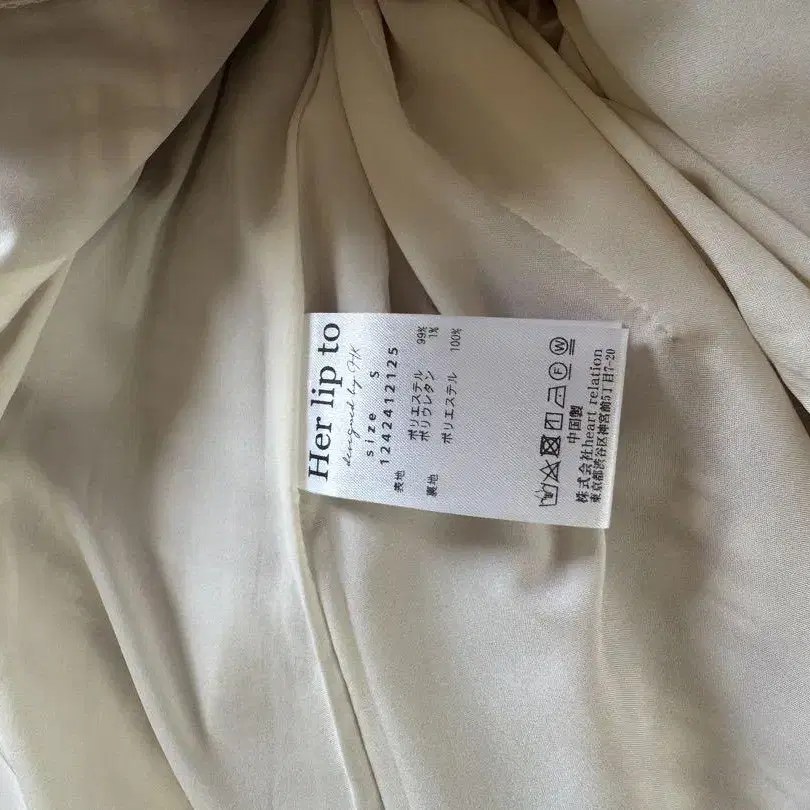 Her lip to
designed by HK
size S
1242412125
表地 ポリエステル 99%
ポリウレタン 1%
裏地 ポリエステル 100%
F W
中国製
株式会社heart relation
東京都渋谷区神宮前5丁目7-20